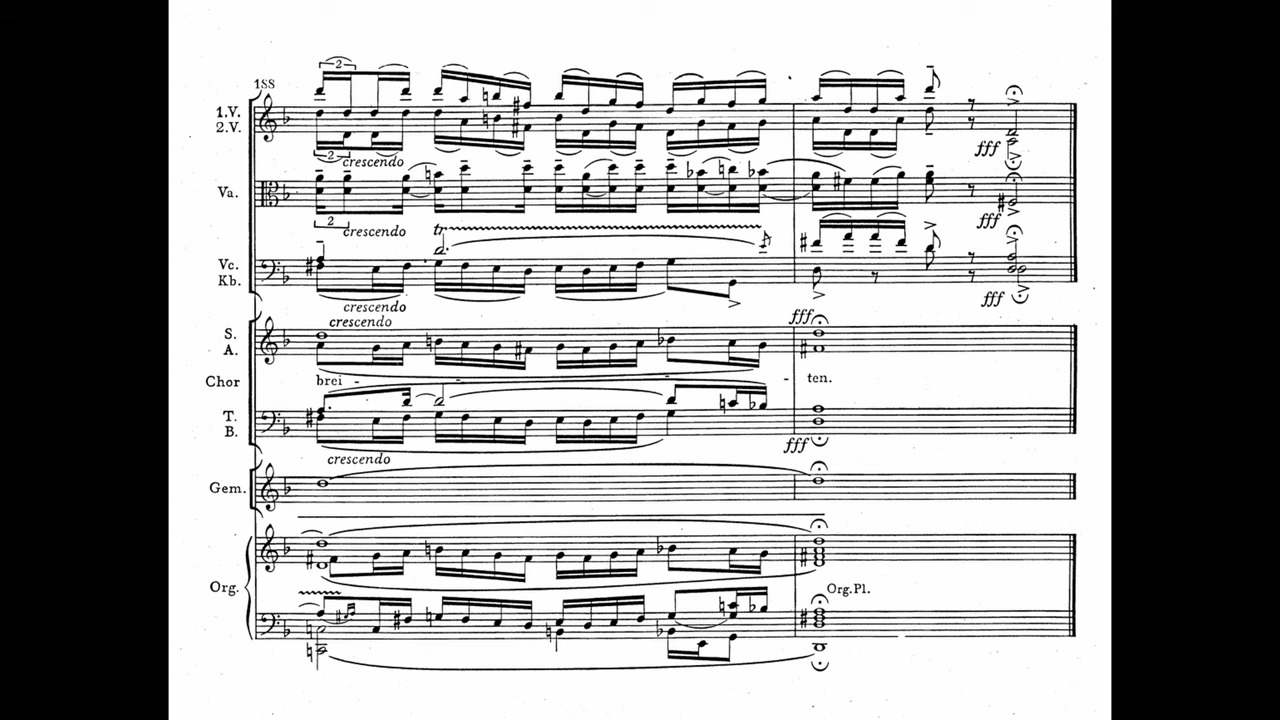 188
2
1.V.
2.V.
2
crescendo
fff
Va.
2
crescendo
fff
tr
Vc.
Kb.
crescendo
fff
crescendo
fff
S.
A.
Chor
brei - - - - ten.
T.
B.
fff
crescendo
Gem.
Org.
Org.Pl.